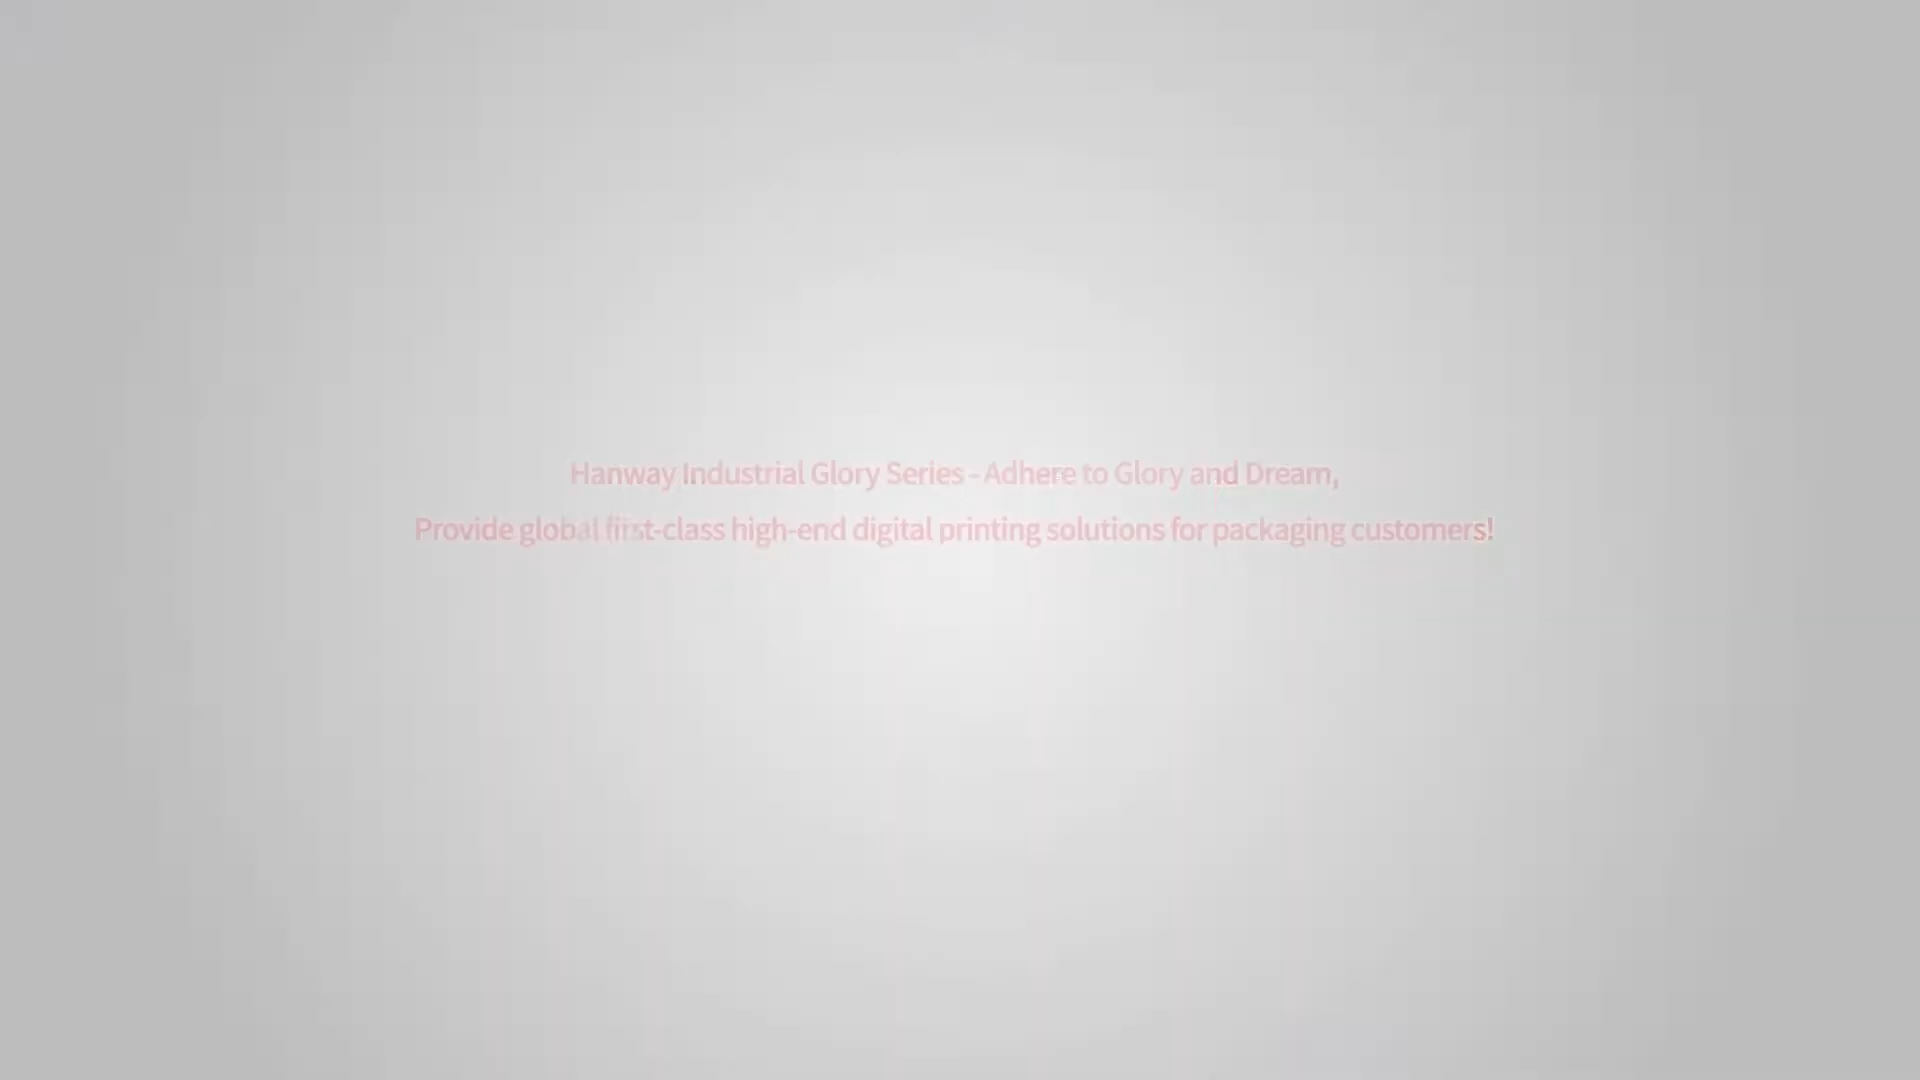 Hanway Industrial Glory Series - Adhere to Glory and Dream,
Provide global first-class high-end digital printing solutions for packaging customers!